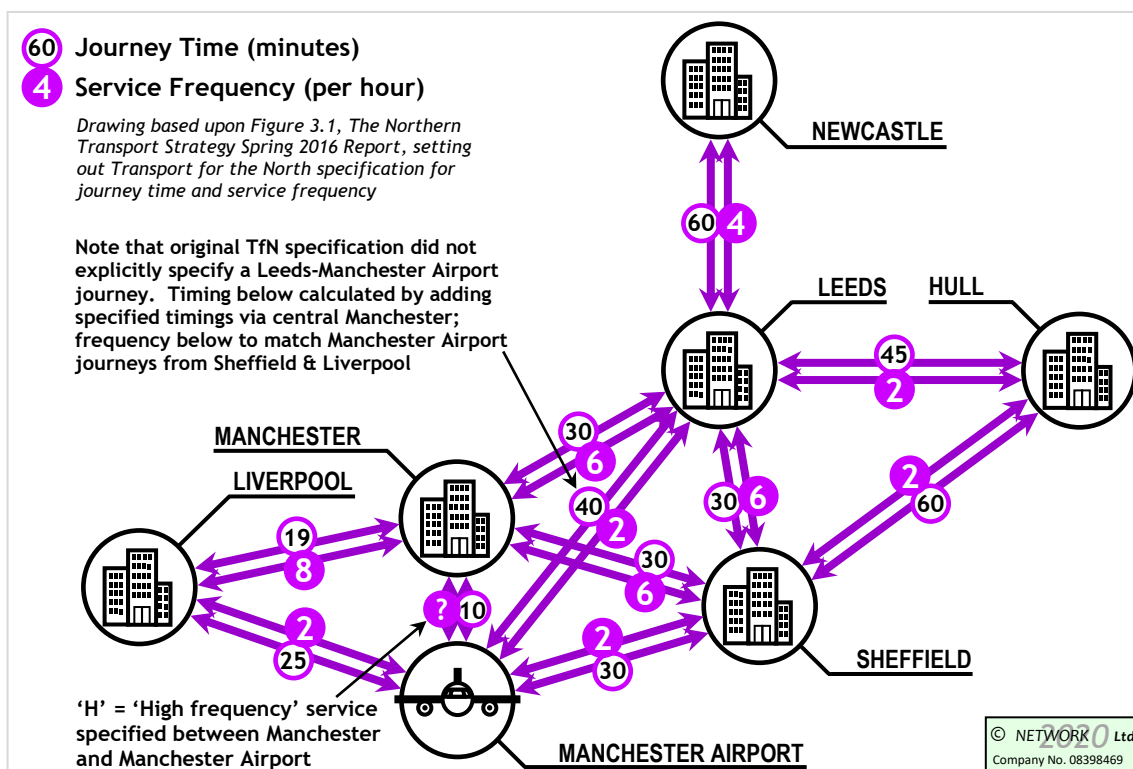 60 Journey Time (minutes)
4 Service Frequency (per hour)
Drawing based upon Figure 3.1, The Northern
Transport Strategy Spring 2016 Report, setting
out Transport for the North specification for
journey time and service frequency
Note that original TfN specification did not
explicitly specify a Leeds-Manchester Airport
journey. Timing below calculated by adding
specified timings via central Manchester;
frequency below to match Manchester Airport
journeys from Sheffield & Liverpool
NEWCASTLE
60 4
LEEDS
HULL
45
2
MANCHESTER
30
6
LIVERPOOL
40
2
30 6
2
60
19
8
30
6
? 10
2
25
2
30
SHEFFIELD
'H' = 'High frequency' service
specified between Manchester
and Manchester Airport
MANCHESTER AIRPORT
© NETWORK 2020 Ltd
Company No. 08398469